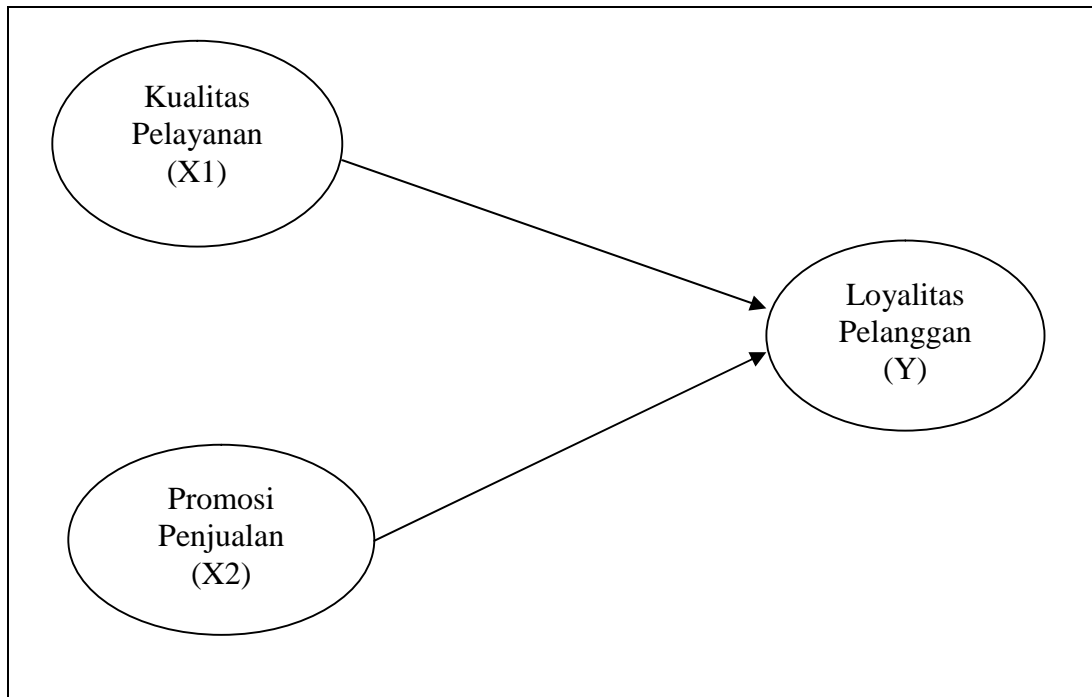 Kualitas
Pelayanan
(X1)
Loyalitas
Pelanggan
(Y)
Promosi
Penjualan
(X2)